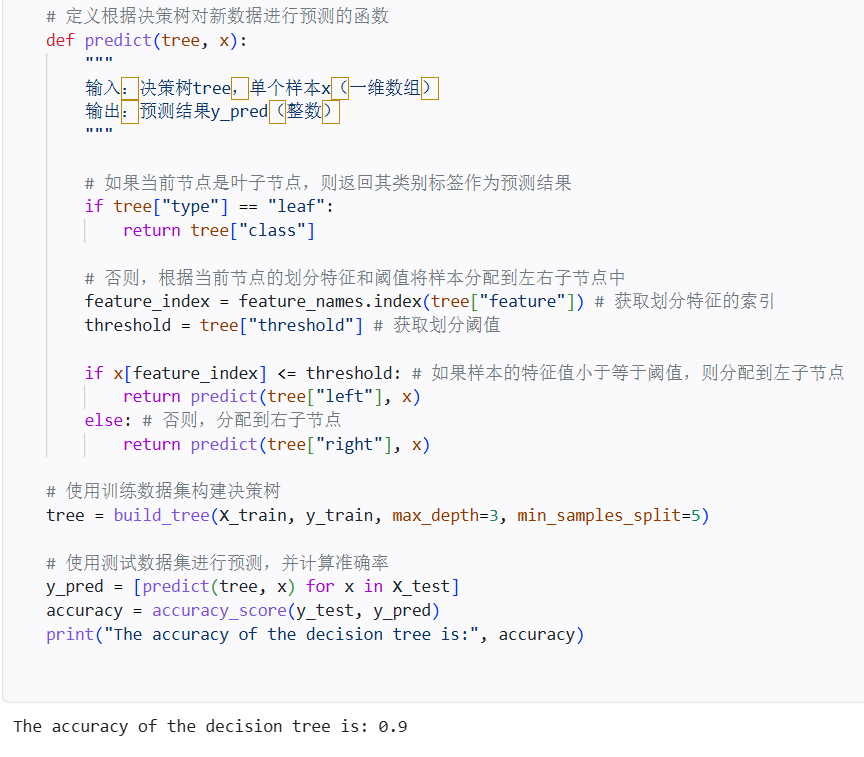 # 定义根据决策树对新数据进行预测的函数
def predict(tree, x):
"""
输入：决策树tree，单个样本x（一维数组）
输出：预测结果y_pred（整数）
"""
# 如果当前节点是叶子节点，则返回其类别标签作为预测结果
if tree["type"] == "leaf":
return tree["class"]
# 否则，根据当前节点的划分特征和阈值将样本分配到左右子节点中
feature_index = feature_names.index(tree["feature"]) # 获取划分特征的索引
threshold = tree["threshold"] # 获取划分阈值
if x[feature_index] <= threshold: # 如果样本的特征值小于等于阈值，则分配到左子节点
return predict(tree["left"], x)
else: # 否则，分配到右子节点
return predict(tree["right"], x)
# 使用训练数据集构建决策树
tree = build_tree(X_train, y_train, max_depth=3, min_samples_split=5)
# 使用测试数据集进行预测，并计算准确率
y_pred = [predict(tree, x) for x in X_test]
accuracy = accuracy_score(y_test, y_pred)
print("The accuracy of the decision tree is:", accuracy)
The accuracy of the decision tree is: 0.9